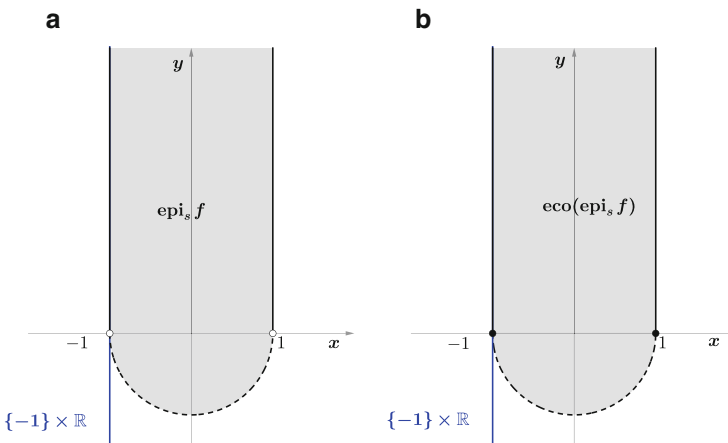 a
b
y
y
epi_s f
eco(epi_s f)
−1
1
x
−1
1
x
{−1} × ℝ
{−1} × ℝ